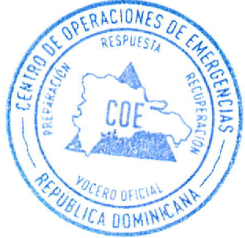 CENTRO DE OPERACIONES DE EMERGENCIAS
RESPUESTA
PREPARACIÓN
RECUPERACIÓN
COE
VOCERO OFICIAL
REPUBLICA DOMINICANA